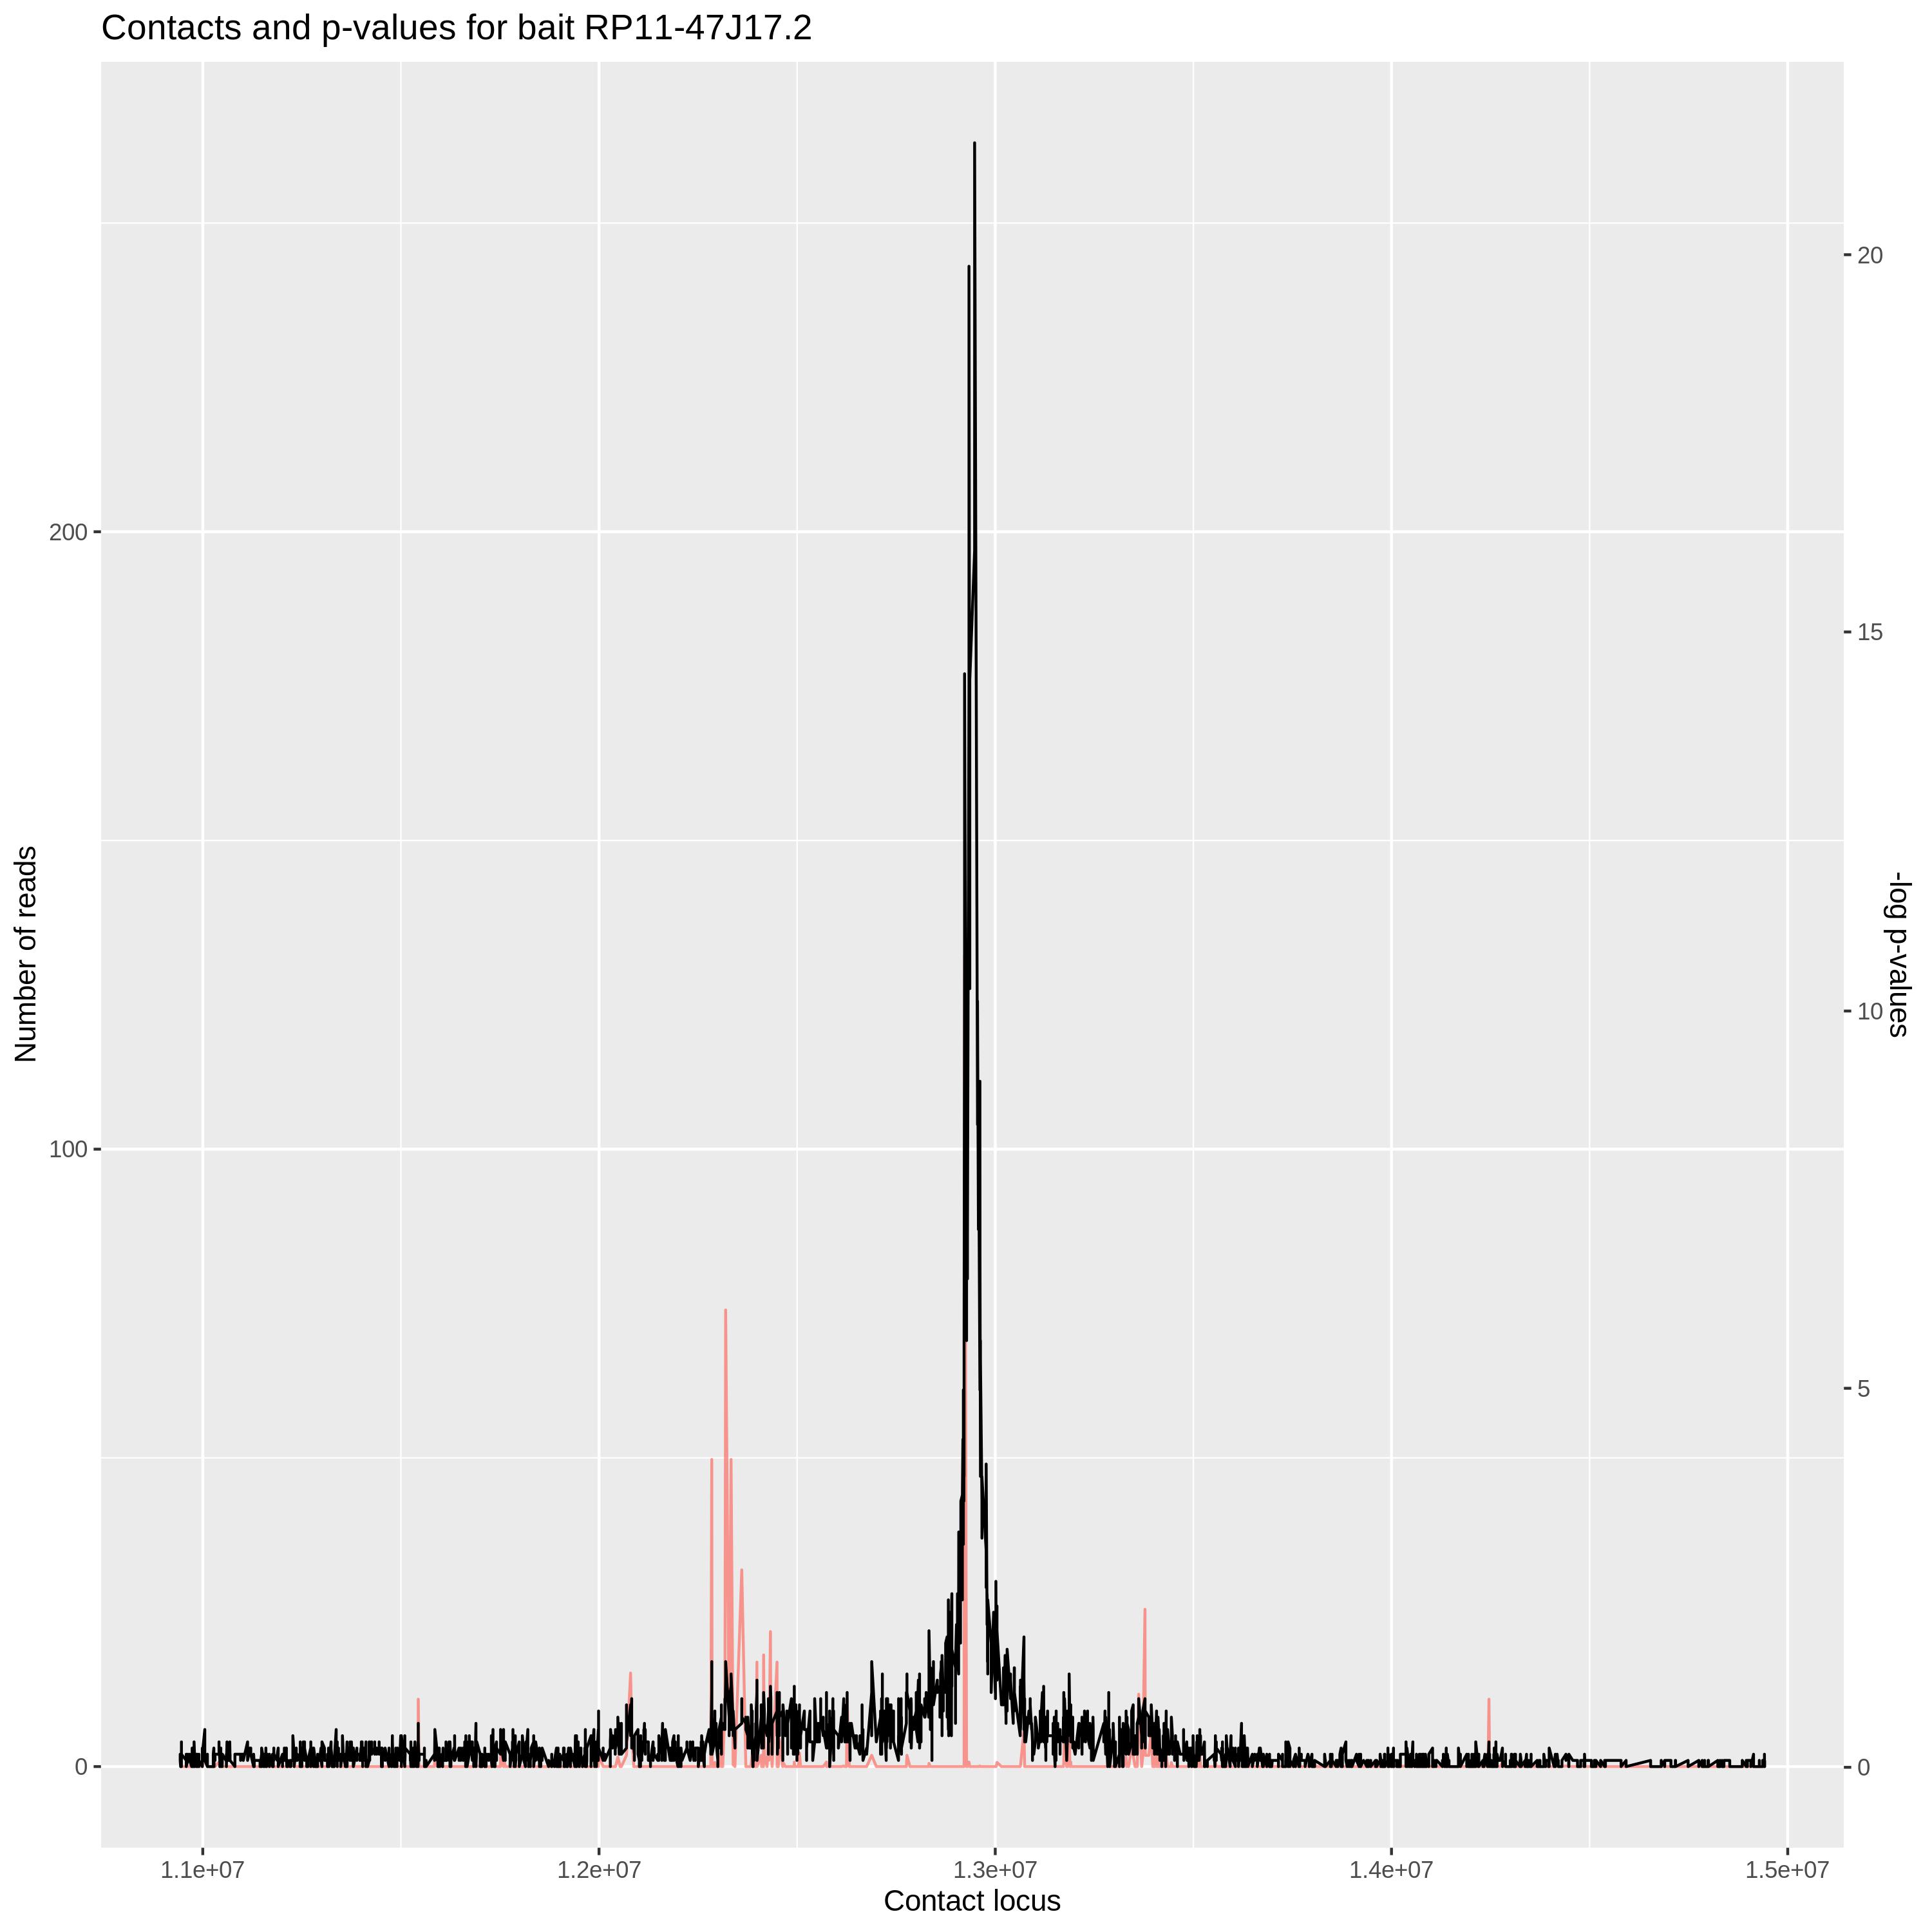 Contacts and p-values for bait RP11-47J17.2
Number of reads
200
100
0
20
15
10
5
0
-log p-values
1.1e+07
1.2e+07
1.3e+07
1.4e+07
1.5e+07
Contact locus